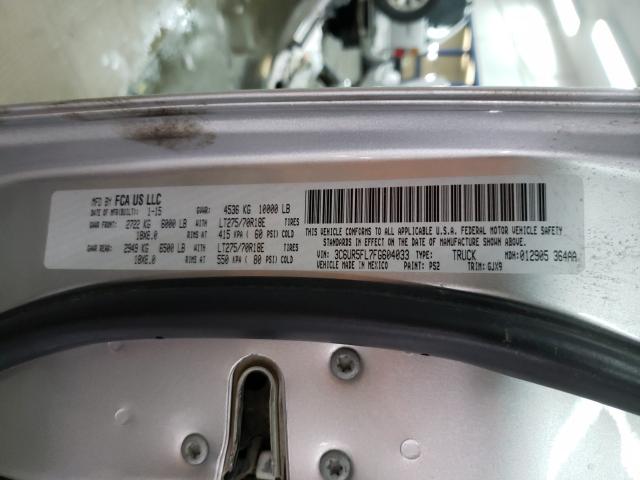 MFD BY FCA US LLC
DATE OF MFR(BUILT): 1-15 GVWR: 4536 KG 10000 LB
GAWR FRONT: 2722 KG 6000 LB WITH LT275/70R18E TIRES
18X8.0 RIMS AT 415 KPA ( 60 PSI) COLD
GAWR REAR: 2949 KG 6500 LB WITH LT275/70R18E TIRES
18X8.0 RIMS AT 550 KPA ( 80 PSI) COLD
THIS VEHICLE CONFORMS TO ALL APPLICABLE U.S.A. FEDERAL MOTOR VEHICLE SAFETY
STANDARDS IN EFFECT ON THE DATE OF MANUFACTURE SHOWN ABOVE
VIN: 3C6UR5FL7FG604033 TYPE: TRUCK MDH: 012905 364AA
VEHICLE MADE IN MEXICO PAINT: PS2 TRIM: GJX9